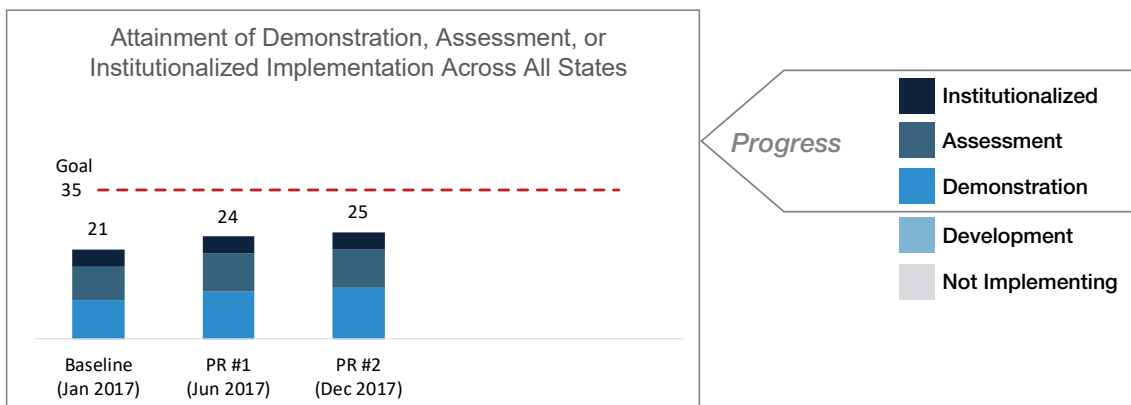 Attainment of Demonstration, Assessment, or
Institutionalized Implementation Across All States
Goal
35
21
24
25
Baseline
(Jan 2017)
PR #1
(Jun 2017)
PR #2
(Dec 2017)
Progress
Institutionalized
Assessment
Demonstration
Development
Not Implementing